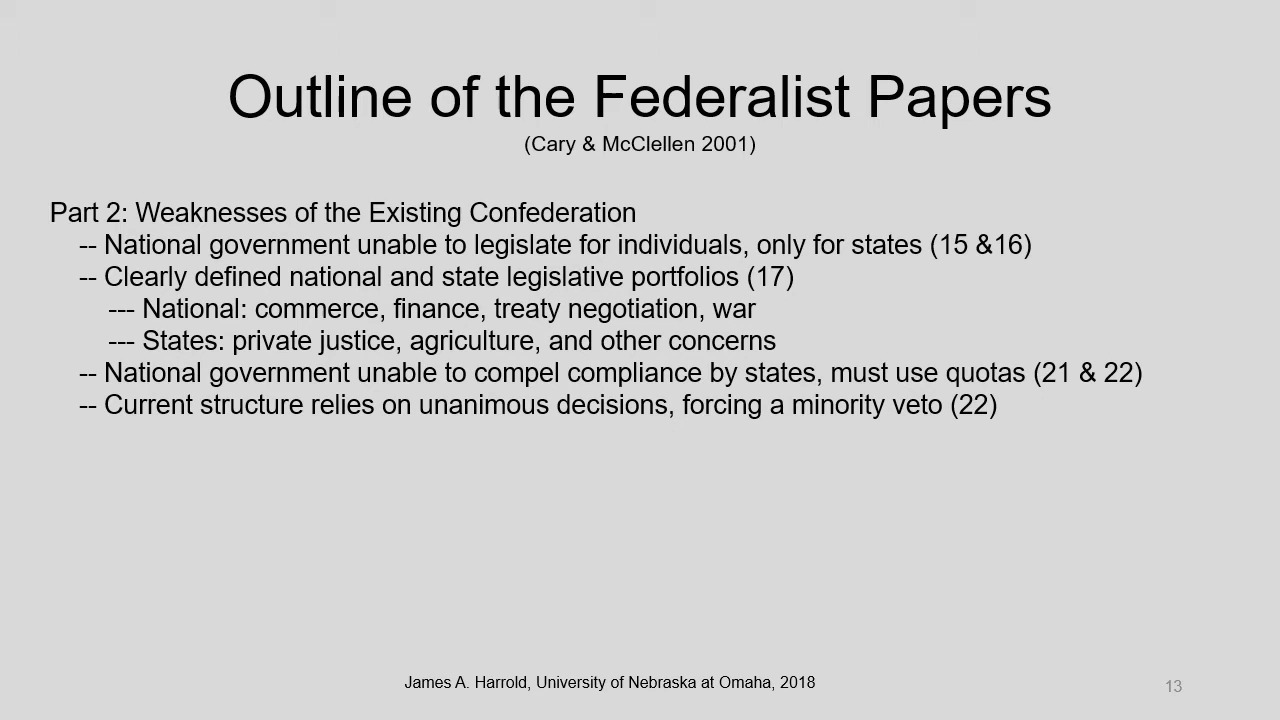 Outline of the Federalist Papers
(Cary & McClellen 2001)
Part 2: Weaknesses of the Existing Confederation
-- National government unable to legislate for individuals, only for states (15 &16)
-- Clearly defined national and state legislative portfolios (17)
--- National: commerce, finance, treaty negotiation, war
--- States: private justice, agriculture, and other concerns
-- National government unable to compel compliance by states, must use quotas (21 & 22)
-- Current structure relies on unanimous decisions, forcing a minority veto (22)
James A. Harrold, University of Nebraska at Omaha, 2018
13